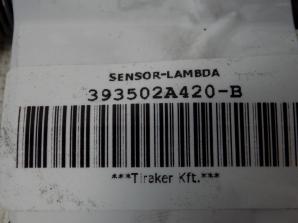 SENSOR-LAMBDA
393502A420-B
***Tiraker Kft.***